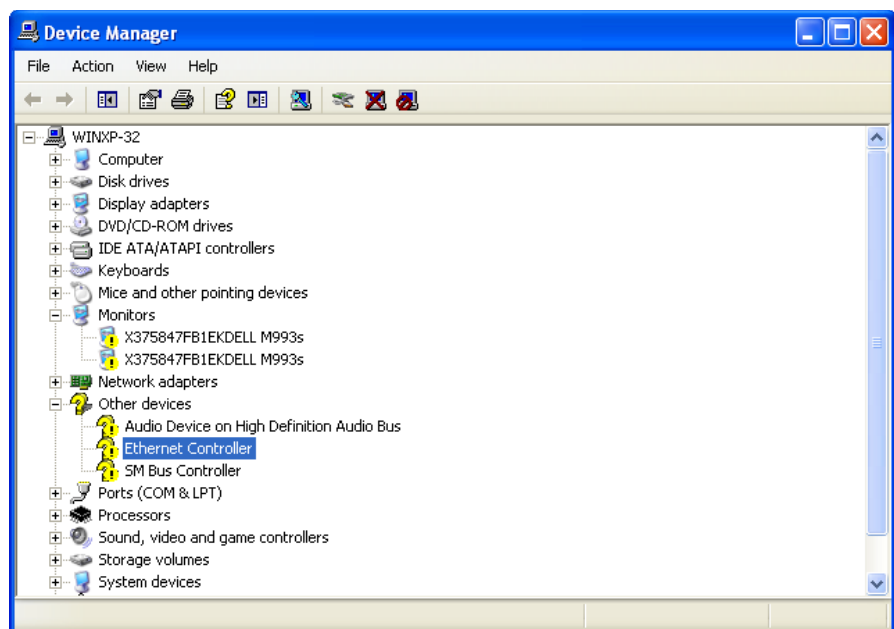 Device Manager
File Action View Help
WINXP-32
Computer
Disk drives
Display adapters
DVD/CD-ROM drives
IDE ATA/ATAPI controllers
Keyboards
Mice and other pointing devices
Monitors
X375847FB1EKDELL M993s
X375847FB1EKDELL M993s
Network adapters
Other devices
Audio Device on High Definition Audio Bus
Ethernet Controller
SM Bus Controller
Ports (COM & LPT)
Processors
Sound, video and game controllers
Storage volumes
System devices